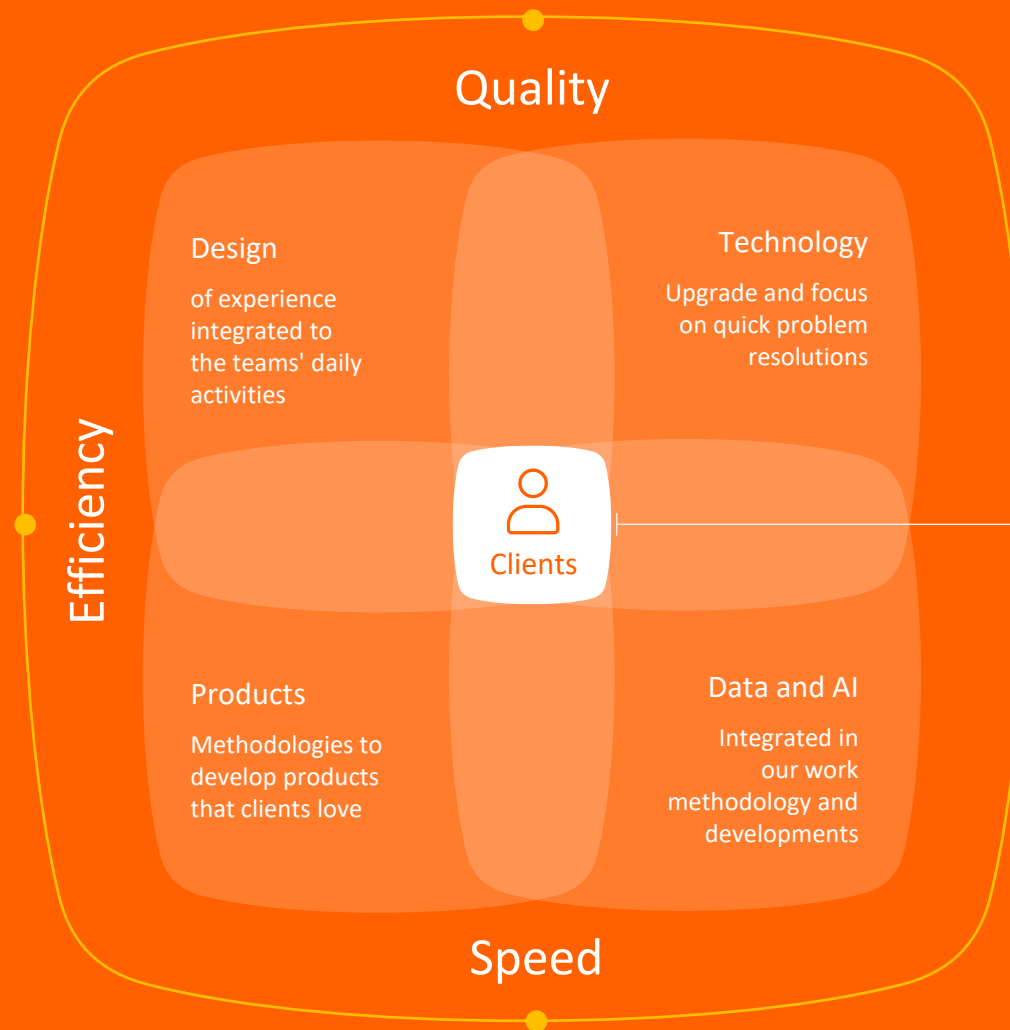 Quality
Design
of experience
integrated to
the teams' daily
activities
Technology
Upgrade and focus
on quick problem
resolutions
Efficiency
Clients
Products
Methodologies to
develop products
that clients love
Data and AI
Integrated in
our work
methodology and
developments
Speed